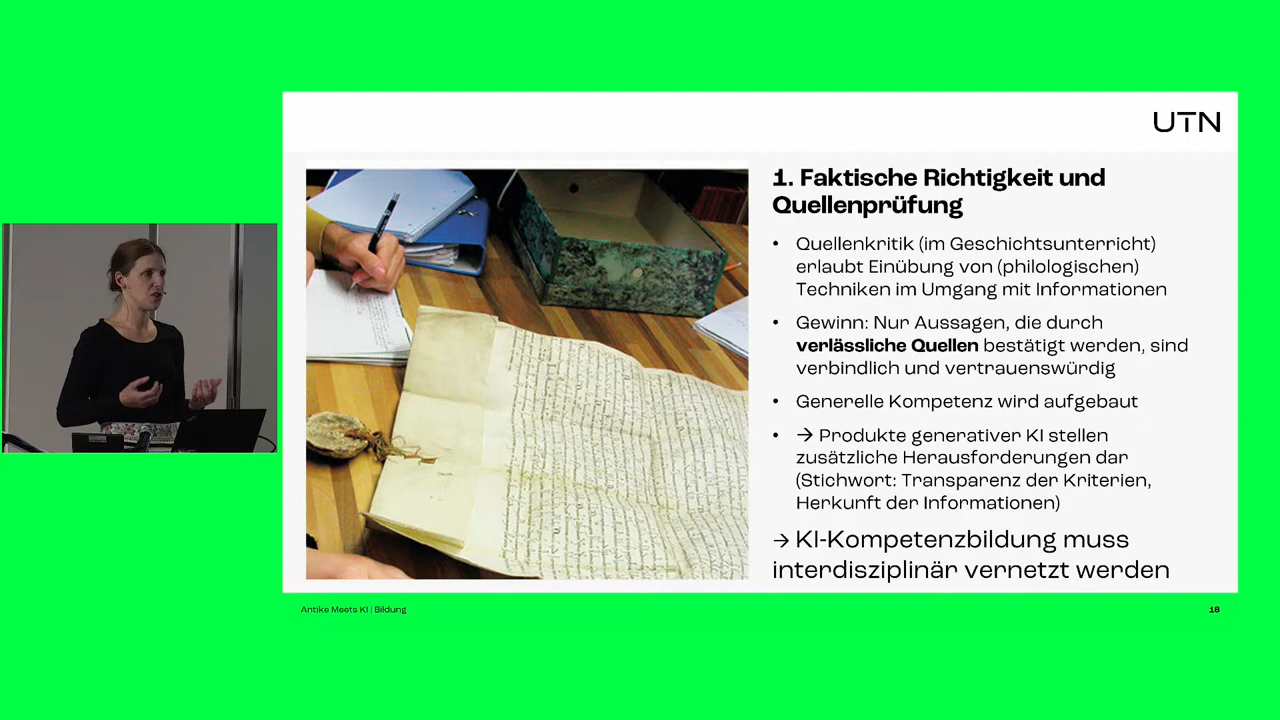 UTN
1. Faktische Richtigkeit und
Quellenprüfung
• Quellenkritik (im Geschichtsunterricht)
erlaubt Einübung von (philologischen)
Techniken im Umgang mit Informationen
• Gewinn: Nur Aussagen, die durch
verlässliche Quellen bestätigt werden, sind
verbindlich und vertrauenswürdig
• Generelle Kompetenz wird aufgebaut
• → Produkte generativer KI stellen
zusätzliche Herausforderungen dar
(Stichwort: Transparenz der Kriterien,
Herkunft der Informationen)
→ KI-Kompetenzbildung muss
interdisziplinär vernetzt werden
Antike Meets KI | Bildung
18